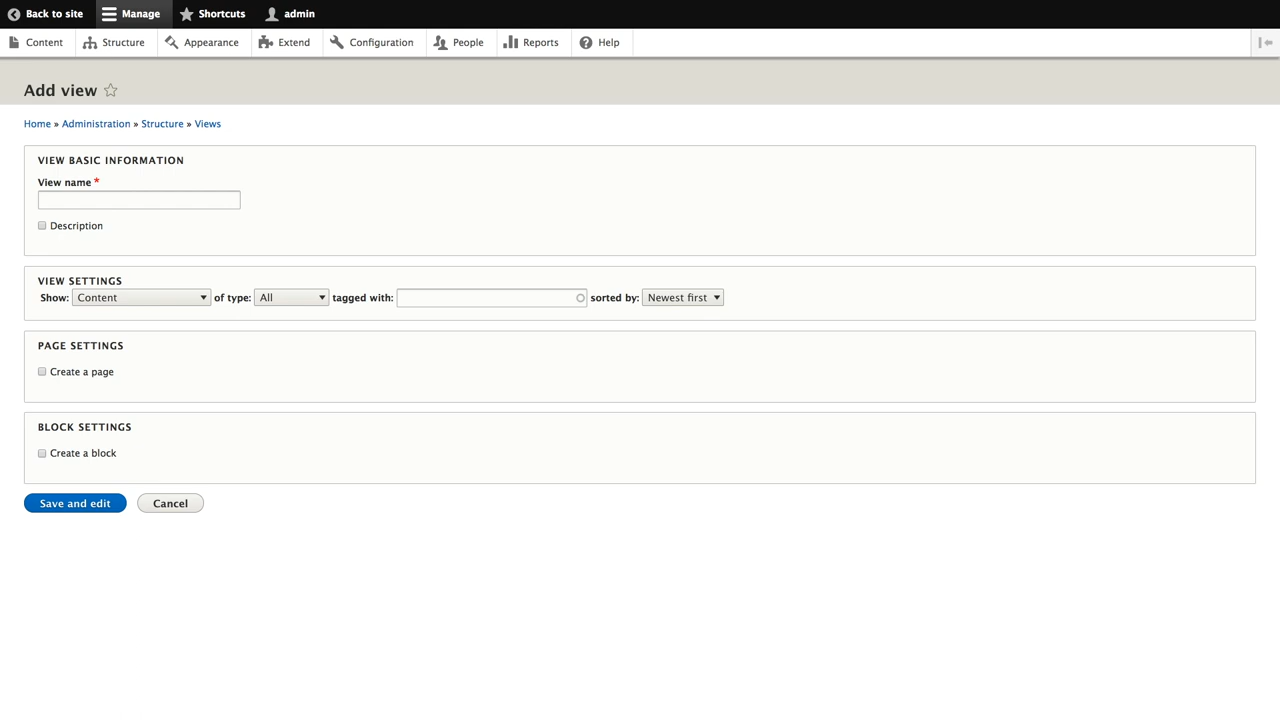 Back to site Manage Shortcuts admin
Content Structure Appearance Extend Configuration People Reports Help
Add view
Home » Administration » Structure » Views
VIEW BASIC INFORMATION
View name *
Description
VIEW SETTINGS
Show: Content of type: All tagged with: sorted by: Newest first
PAGE SETTINGS
Create a page
BLOCK SETTINGS
Create a block
Save and edit Cancel